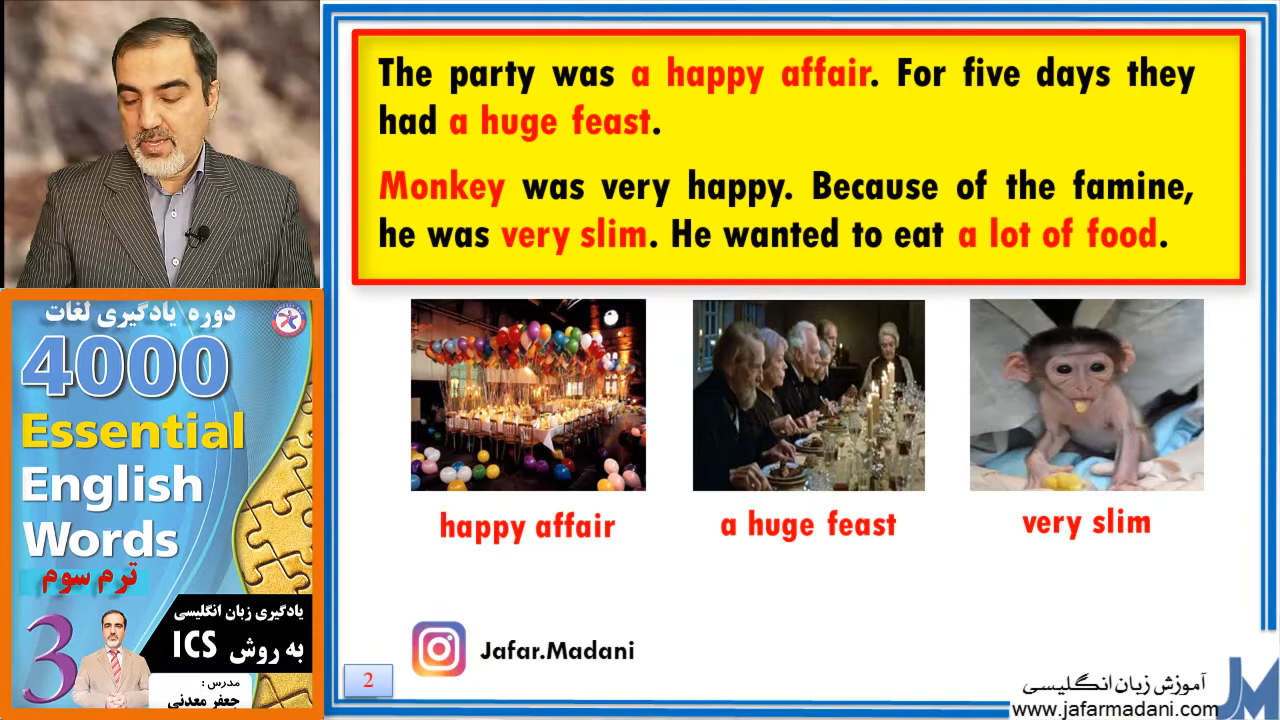 The party was a happy affair. For five days they
had a huge feast.
Monkey was very happy. Because of the famine,
he was very slim. He wanted to eat a lot of food.
happy affair
a huge feast
very slim
دوره یادگیری لغات
4000
Essential
English
Words
ترم سوم
3
یادگیری زبان انگلیسی
به روش ICS
مدرس :
جعفر معدنی
Jafar.Madani
2
آموزش زبان انگلیسی
www.jafarmadani.com
JM